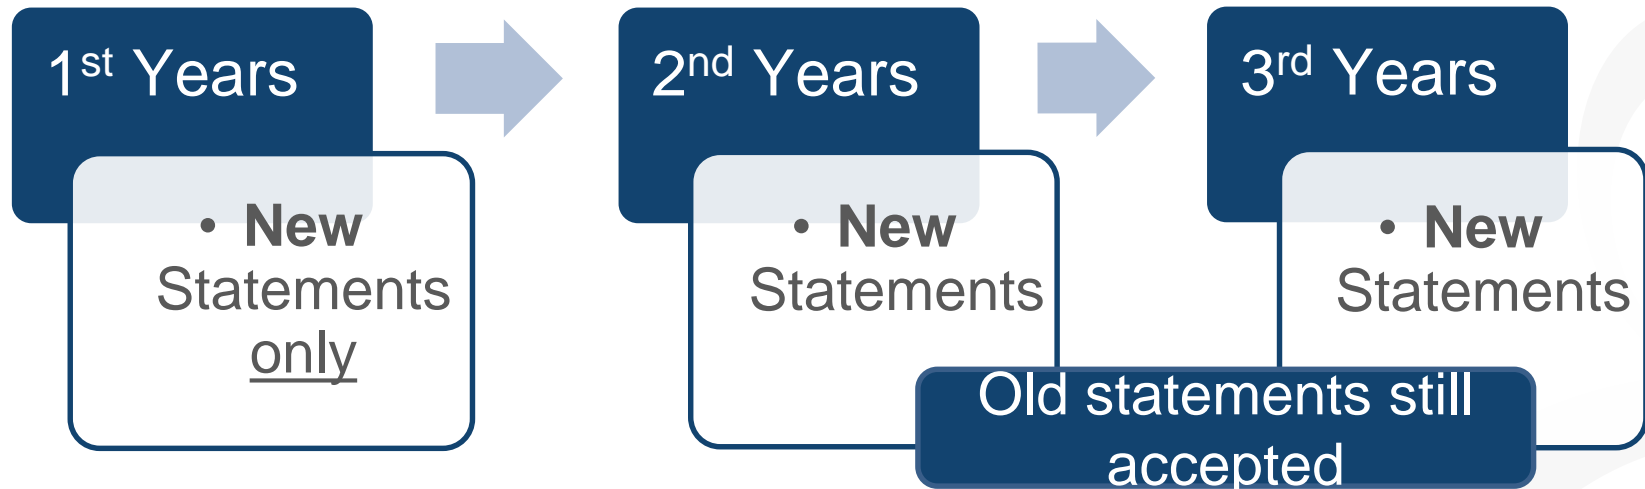 1st Years
• New
Statements
only
2nd Years
• New
Statements
3rd Years
• New
Statements
Old statements still
accepted